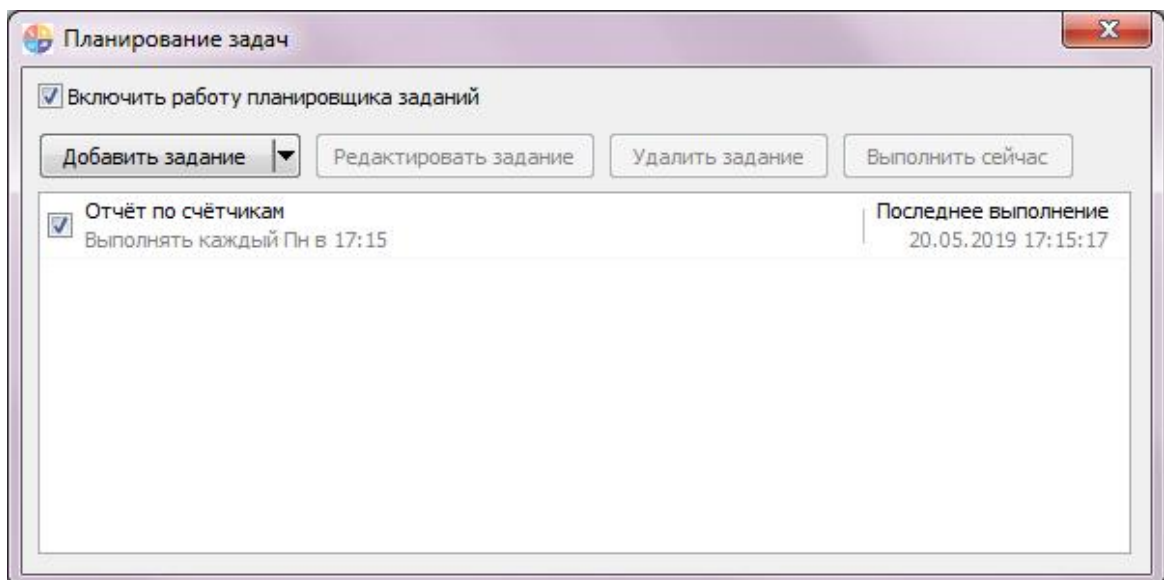 Планирование задач
Включить работу планировщика заданий
Добавить задание Редактировать задание Удалить задание Выполнить сейчас
Отчёт по счётчикам Последнее выполнение
Выполнять каждый Пн в 17:15 20.05.2019 17:15:17